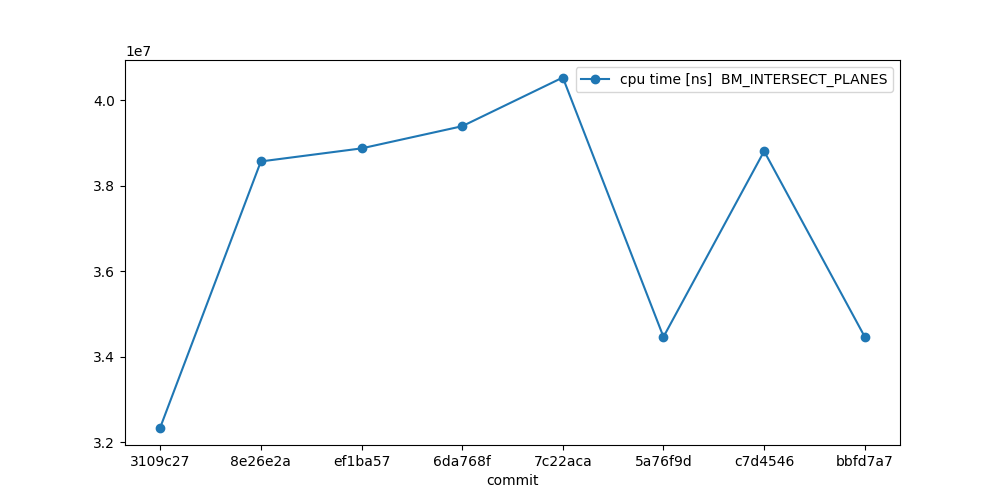 1e7
cpu time [ns]  BM_INTERSECT_PLANES
4.0
3.8
3.6
3.4
3.2
3109c27 8e26e2a ef1ba57 6da768f 7c22aca 5a76f9d c7d4546 bbfd7a7
commit